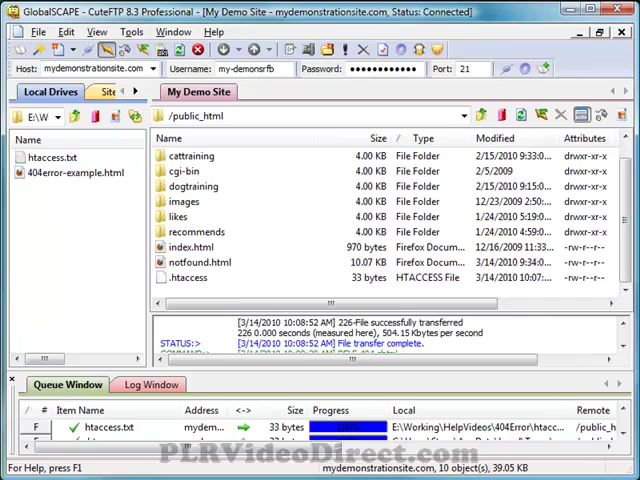 GlobalSCAPE - CuteFTP 8.3 Professional - [My Demo Site - mydemonstrationsite.com, Status: Connected]
File Edit View Tools Window Help
Host: mydemonstrationsite.com Username: my-demonsrfb Password: •••••••••••• Port: 21
Local Drives Site My Demo Site
E:\W /public_html
Name Name Size / Type Modified Attributes
htaccess.txt
404error-example.html
cattraining 4.00 KB File Folder 2/15/2010 9:33:0... drwxr-xr-x
cgi-bin 4.00 KB File Folder 2/5/2009 drwxr-xr-x
dogtraining 4.00 KB File Folder 2/15/2010 9:34:0... drwxr-xr-x
images 4.00 KB File Folder 12/23/2009 2:50:... drwxr-xr-x
likes 4.00 KB File Folder 1/24/2010 5:19:0... drwxr-xr-x
recommends 4.00 KB File Folder 1/24/2010 4:59:0... drwxr-xr-x
index.html 970 bytes Firefox Docum... 12/16/2009 11:33... -rw-r--r--
notfound.html 10.07 KB Firefox Docum... 3/14/2010 9:34:0... -rw-r--r--
.htaccess 33 bytes HTACCESS File 3/14/2010 10:07:... -rw-r--r--
[3/14/2010 10:08:52 AM] 226-File successfully transferred
226 0.000 seconds (measured here), 504.15 Kbytes per second
STATUS:> [3/14/2010 10:08:52 AM] File transfer complete.
Queue Window Log Window
/ # Item Name Address <-> Size Progress Local Remote
F htaccess.txt mydem... 33 bytes E:\Working\HelpVideos\404Error\htacc... /public_h
PLRVideoDirect.com
For Help, press F1 mydemonstrationsite.com, 10 object(s), 39.05 KB